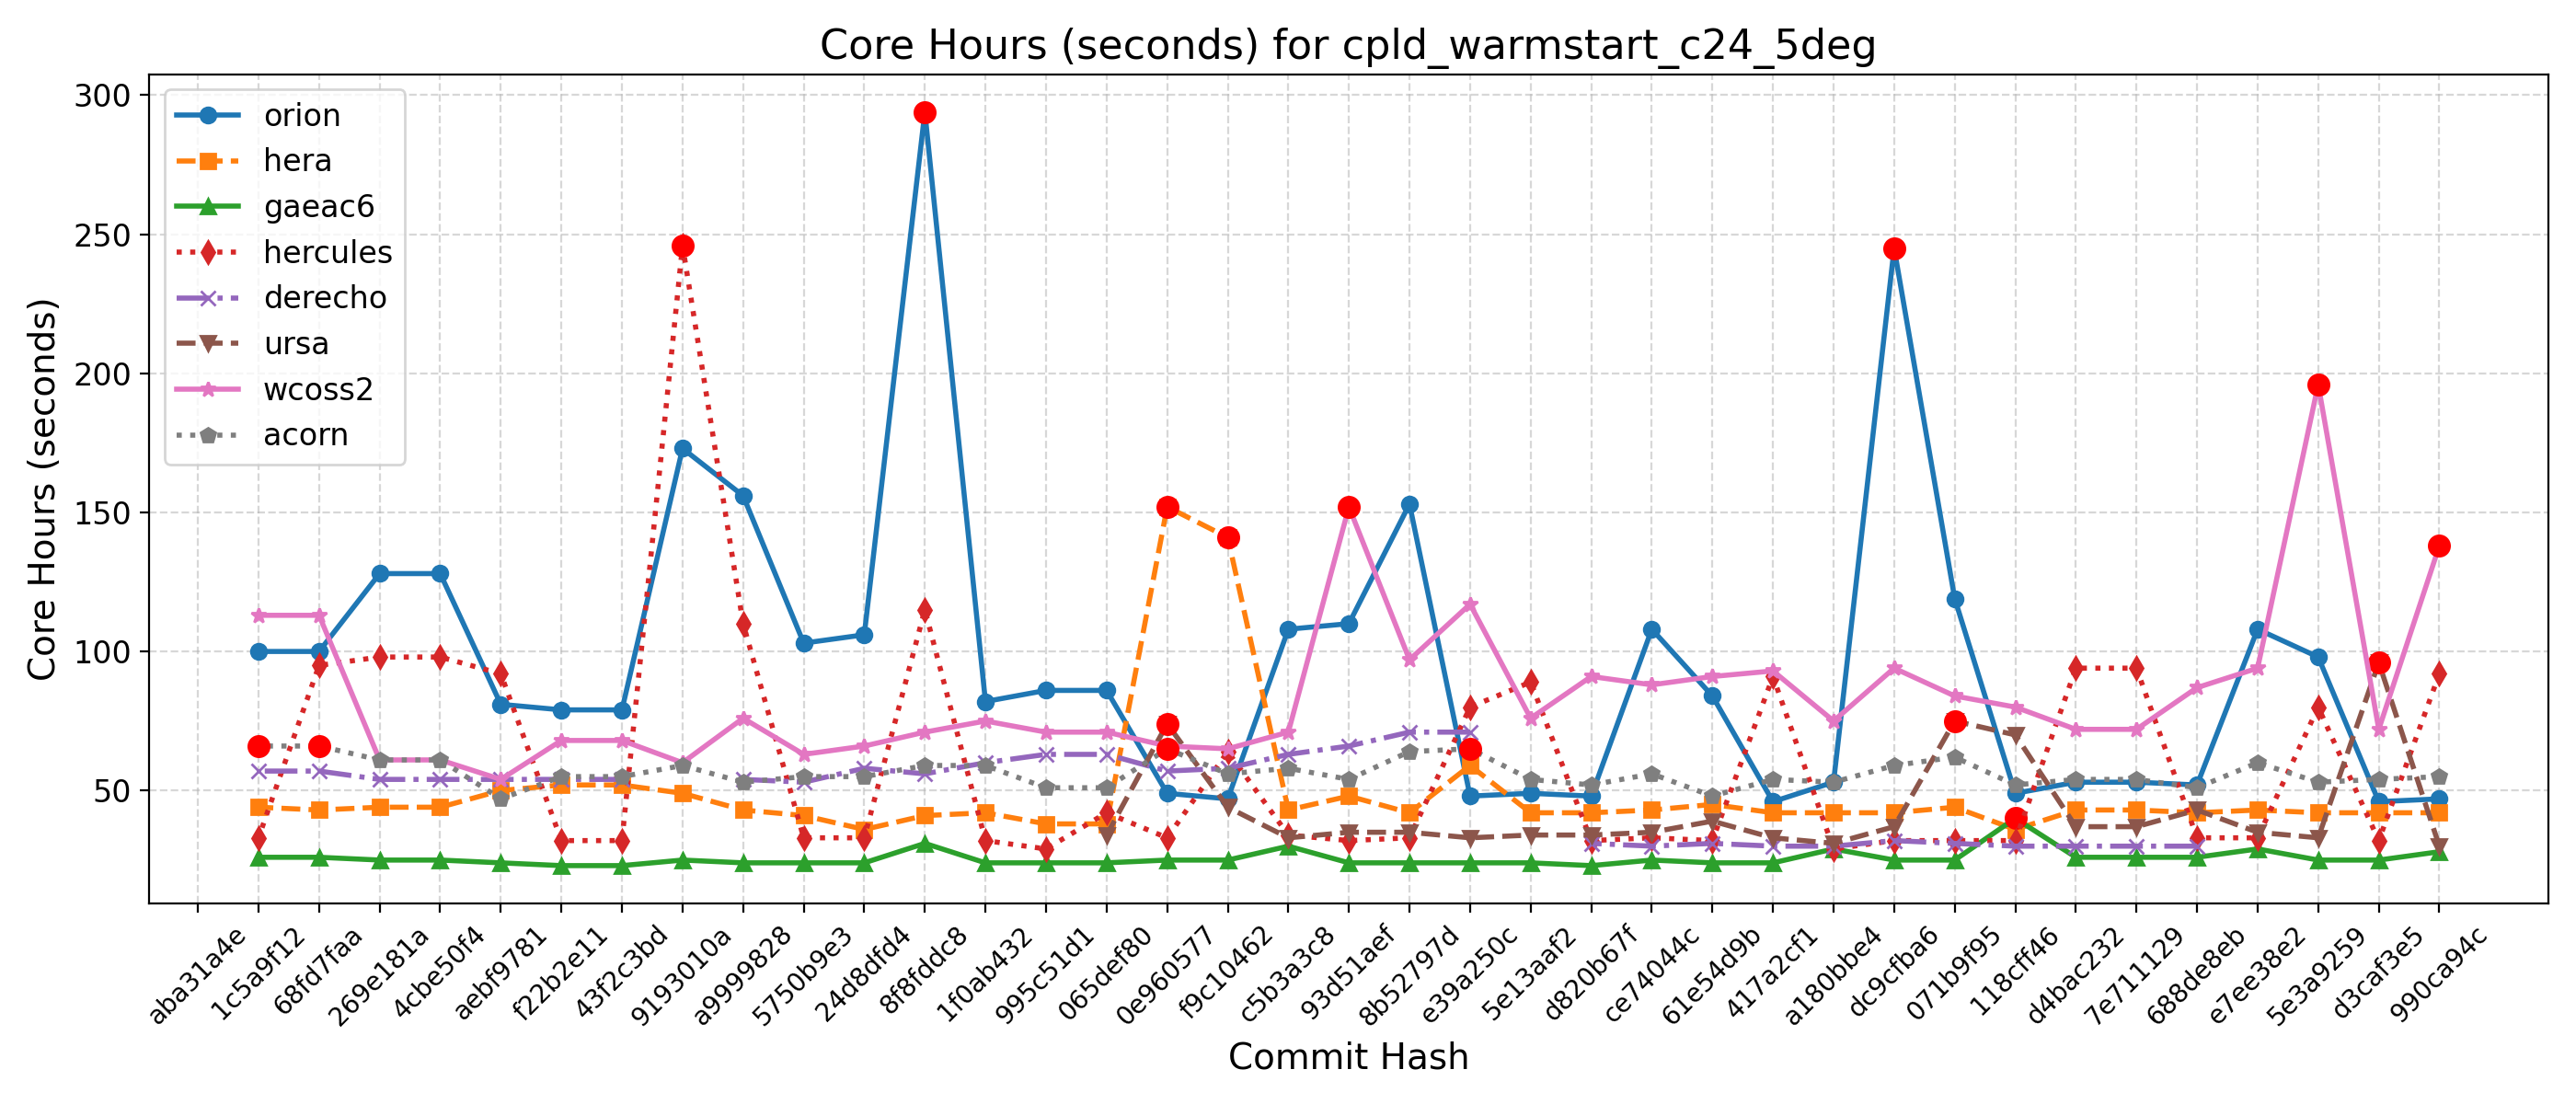 Core Hours (seconds) for cpld_warmstart_c24_5deg
Core Hours (seconds)
300
250
200
150
100
50
orion
hera
gaeac6
hercules
derecho
ursa
wcoss2
acorn
aba31a4e
1c5a9f12
68fd7faa
269e181a
4cbe50f4
aebf9781
f22b2e11
43f2c3bd
9193010a
a9999828
5750b9e3
24d8dfd4
8f8fddc8
1f0ab432
995c51d1
065def80
0e960577
f9c10462
c5b3a3c8
93d51aef
8b52797d
e39a250c
5e13aaf2
d820b67f
ce74044c
61e54d9b
417a2cf1
a180bbe4
dc9cfba6
071b9f95
118cff46
d4bac232
7e711129
688de8eb
e7ee38e2
5e3a9259
d3caf3e5
990ca94c
Commit Hash